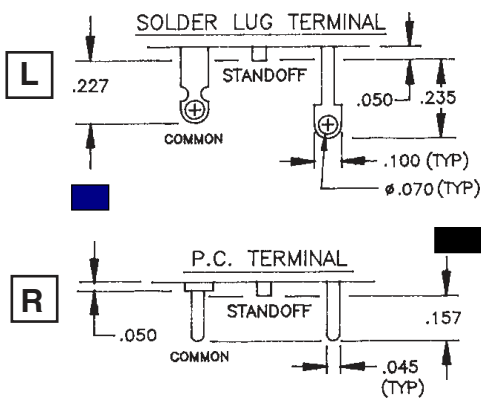 SOLDER LUG TERMINAL
L
.227
STANDOFF
.050
.235
COMMON
.100 (TYP)
ø.070 (TYP)
P.C. TERMINAL
R
.050
STANDOFF
.157
COMMON
.045
(TYP)